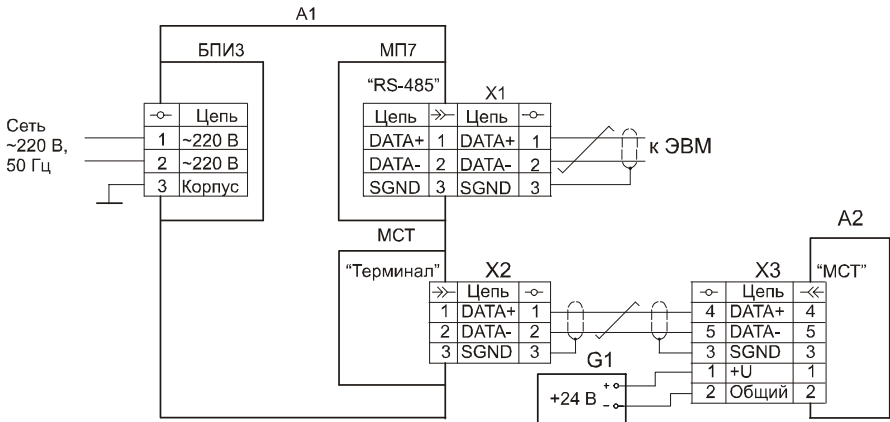 A1
БПИ3
МП7
"RS-485"
X1
Цепь
Цепь
Цепь
Сеть
~220 В,
50 Гц
1 ~220 В
2 ~220 В
3 Корпус
DATA+ 1 DATA+ 1
DATA- 2 DATA- 2
SGND 3 SGND 3
к ЭВМ
МСТ
A2
"Терминал"
X2
X3
"МСТ"
Цепь
Цепь
1 DATA+ 1
2 DATA- 2
3 SGND 3
4 DATA+ 4
5 DATA- 5
3 SGND 3
1 +U 1
2 Общий 2
G1
+24 В
+
-